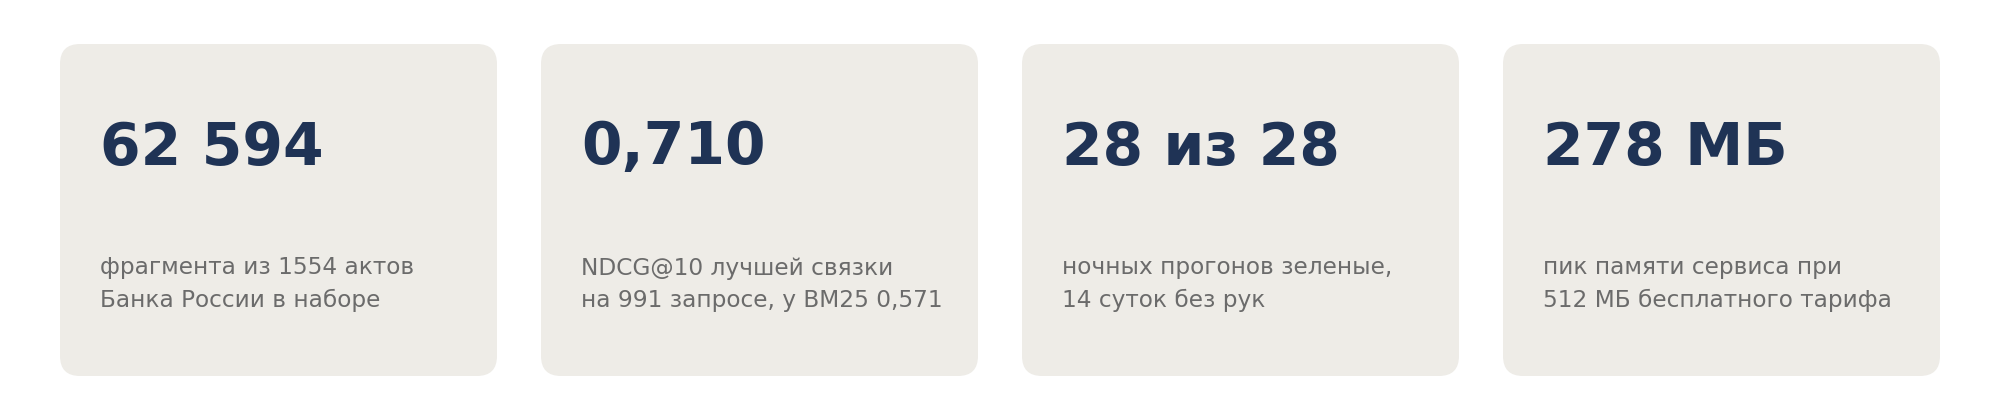 62 594
фрагмента из 1554 актов
Банка России в наборе
0,710
NDCG@10 лучшей связки
на 991 запросе, у BM25 0,571
28 из 28
ночных прогонов зеленые,
14 суток без рук
278 МБ
пик памяти сервиса при
512 МБ бесплатного тарифа